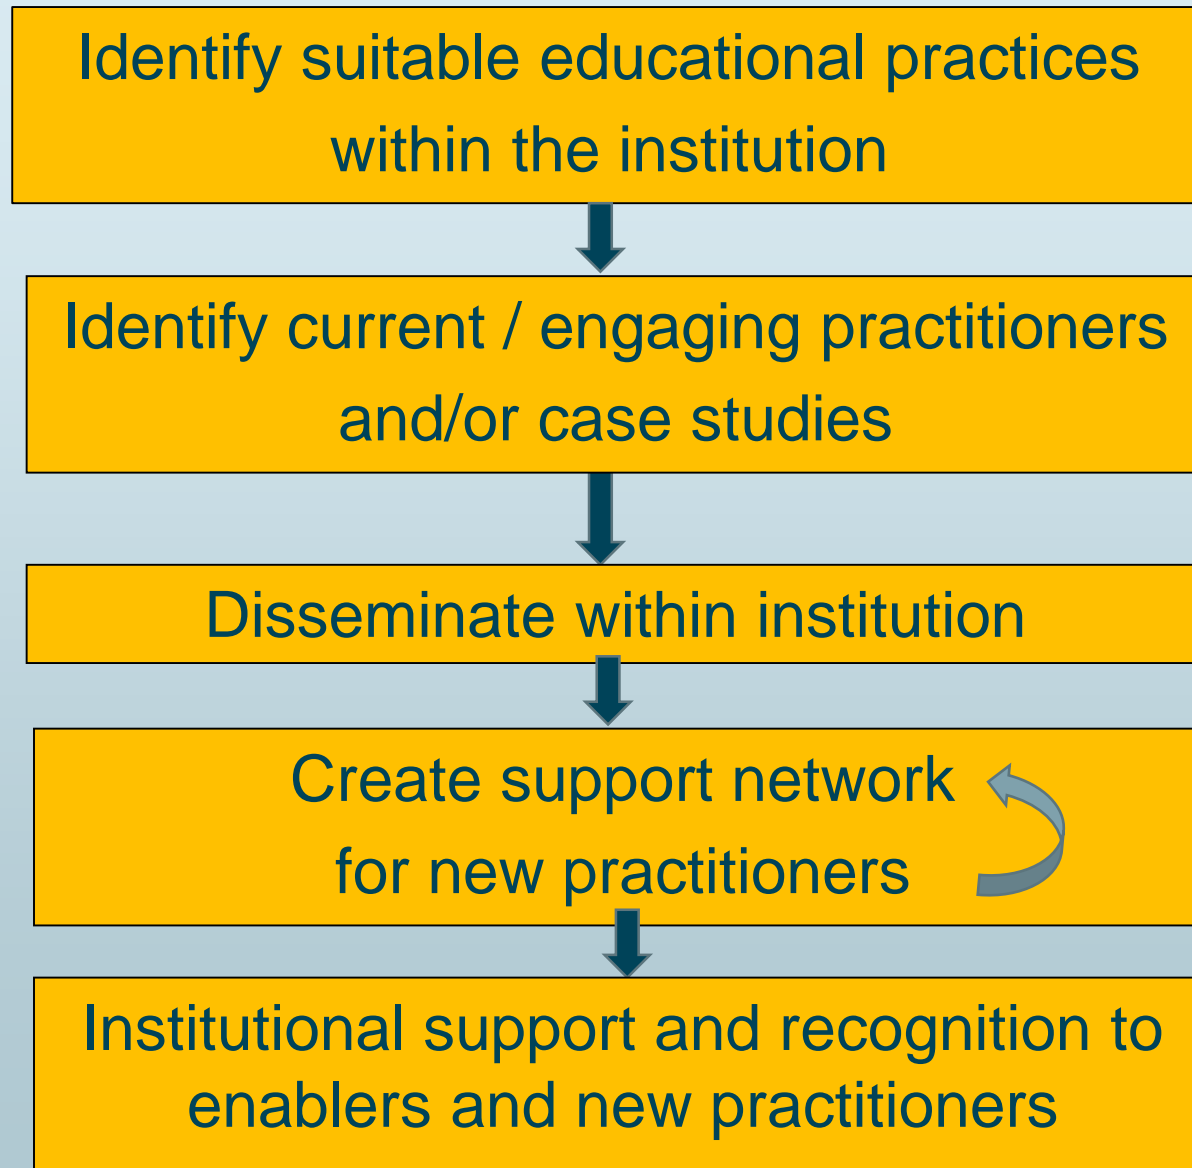 Identify suitable educational practices
within the institution
Identify current / engaging practitioners
and/or case studies
Disseminate within institution
Create support network
for new practitioners
Institutional support and recognition to
enablers and new practitioners